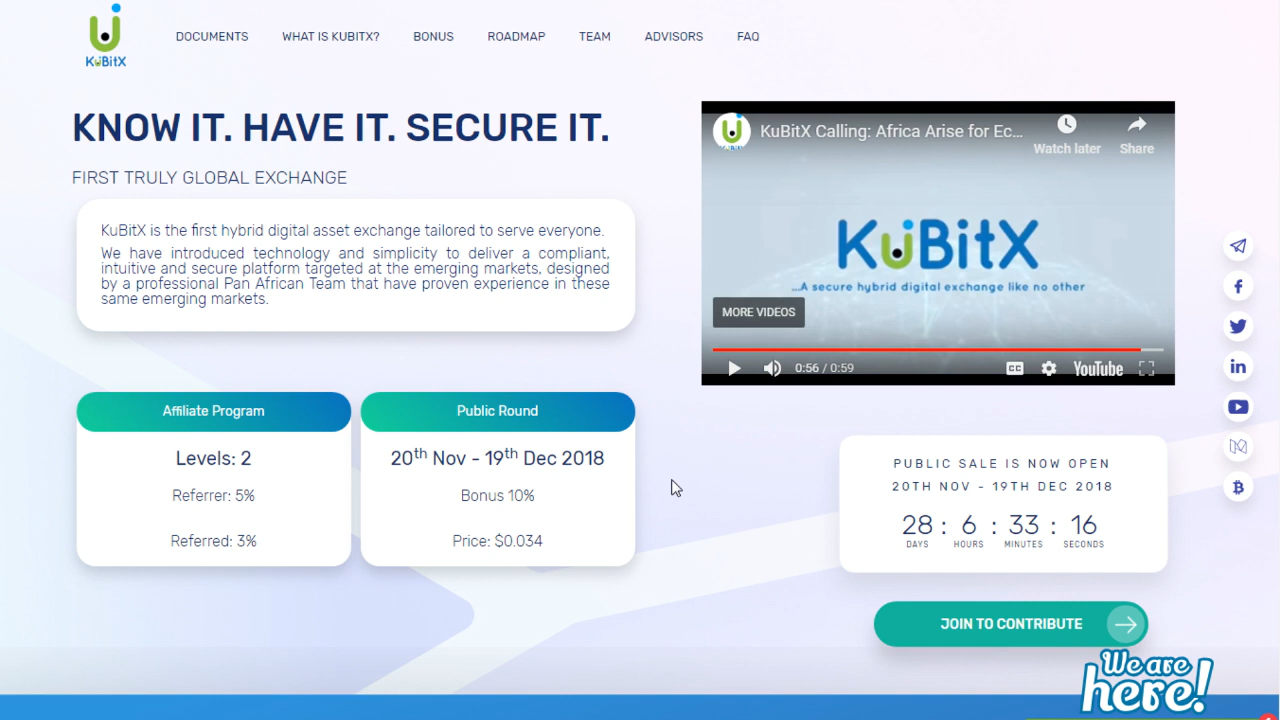 KuBitX
DOCUMENTS
WHAT IS KUBITX?
BONUS
ROADMAP
TEAM
ADVISORS
FAQ
KNOW IT. HAVE IT. SECURE IT.
FIRST TRULY GLOBAL EXCHANGE
KuBitX is the first hybrid digital asset exchange tailored to serve everyone.
We have introduced technology and simplicity to deliver a compliant,
intuitive and secure platform targeted at the emerging markets, designed
by a professional Pan African Team that have proven experience in these
same emerging markets.
KuBitX Calling: Africa Arise for Ec...
Watch later
Share
KuBitX
...A secure hybrid digital exchange like no other
MORE VIDEOS
0:56 / 0:59
CC
YouTube
Affiliate Program
Levels: 2
Referrer: 5%
Referred: 3%
Public Round
20th Nov - 19th Dec 2018
Bonus 10%
Price: $0.034
PUBLIC SALE IS NOW OPEN
20TH NOV - 19TH DEC 2018
28 : 6 : 33 : 16
DAYS HOURS MINUTES SECONDS
JOIN TO CONTRIBUTE
We are
here!